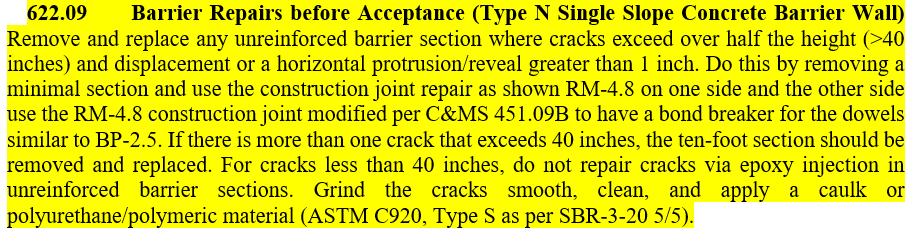 622.09 Barrier Repairs before Acceptance (Type N Single Slope Concrete Barrier Wall)
Remove and replace any unreinforced barrier section where cracks exceed over half the height (>40
inches) and displacement or a horizontal protrusion/reveal greater than 1 inch. Do this by removing a
minimal section and use the construction joint repair as shown RM-4.8 on one side and the other side
use the RM-4.8 construction joint modified per C&MS 451.09B to have a bond breaker for the dowels
similar to BP-2.5. If there is more than one crack that exceeds 40 inches, the ten-foot section should be
removed and replaced. For cracks less than 40 inches, do not repair cracks via epoxy injection in
unreinforced barrier sections. Grind the cracks smooth, clean, and apply a caulk or
polyurethane/polymeric material (ASTM C920, Type S as per SBR-3-20 5/5).